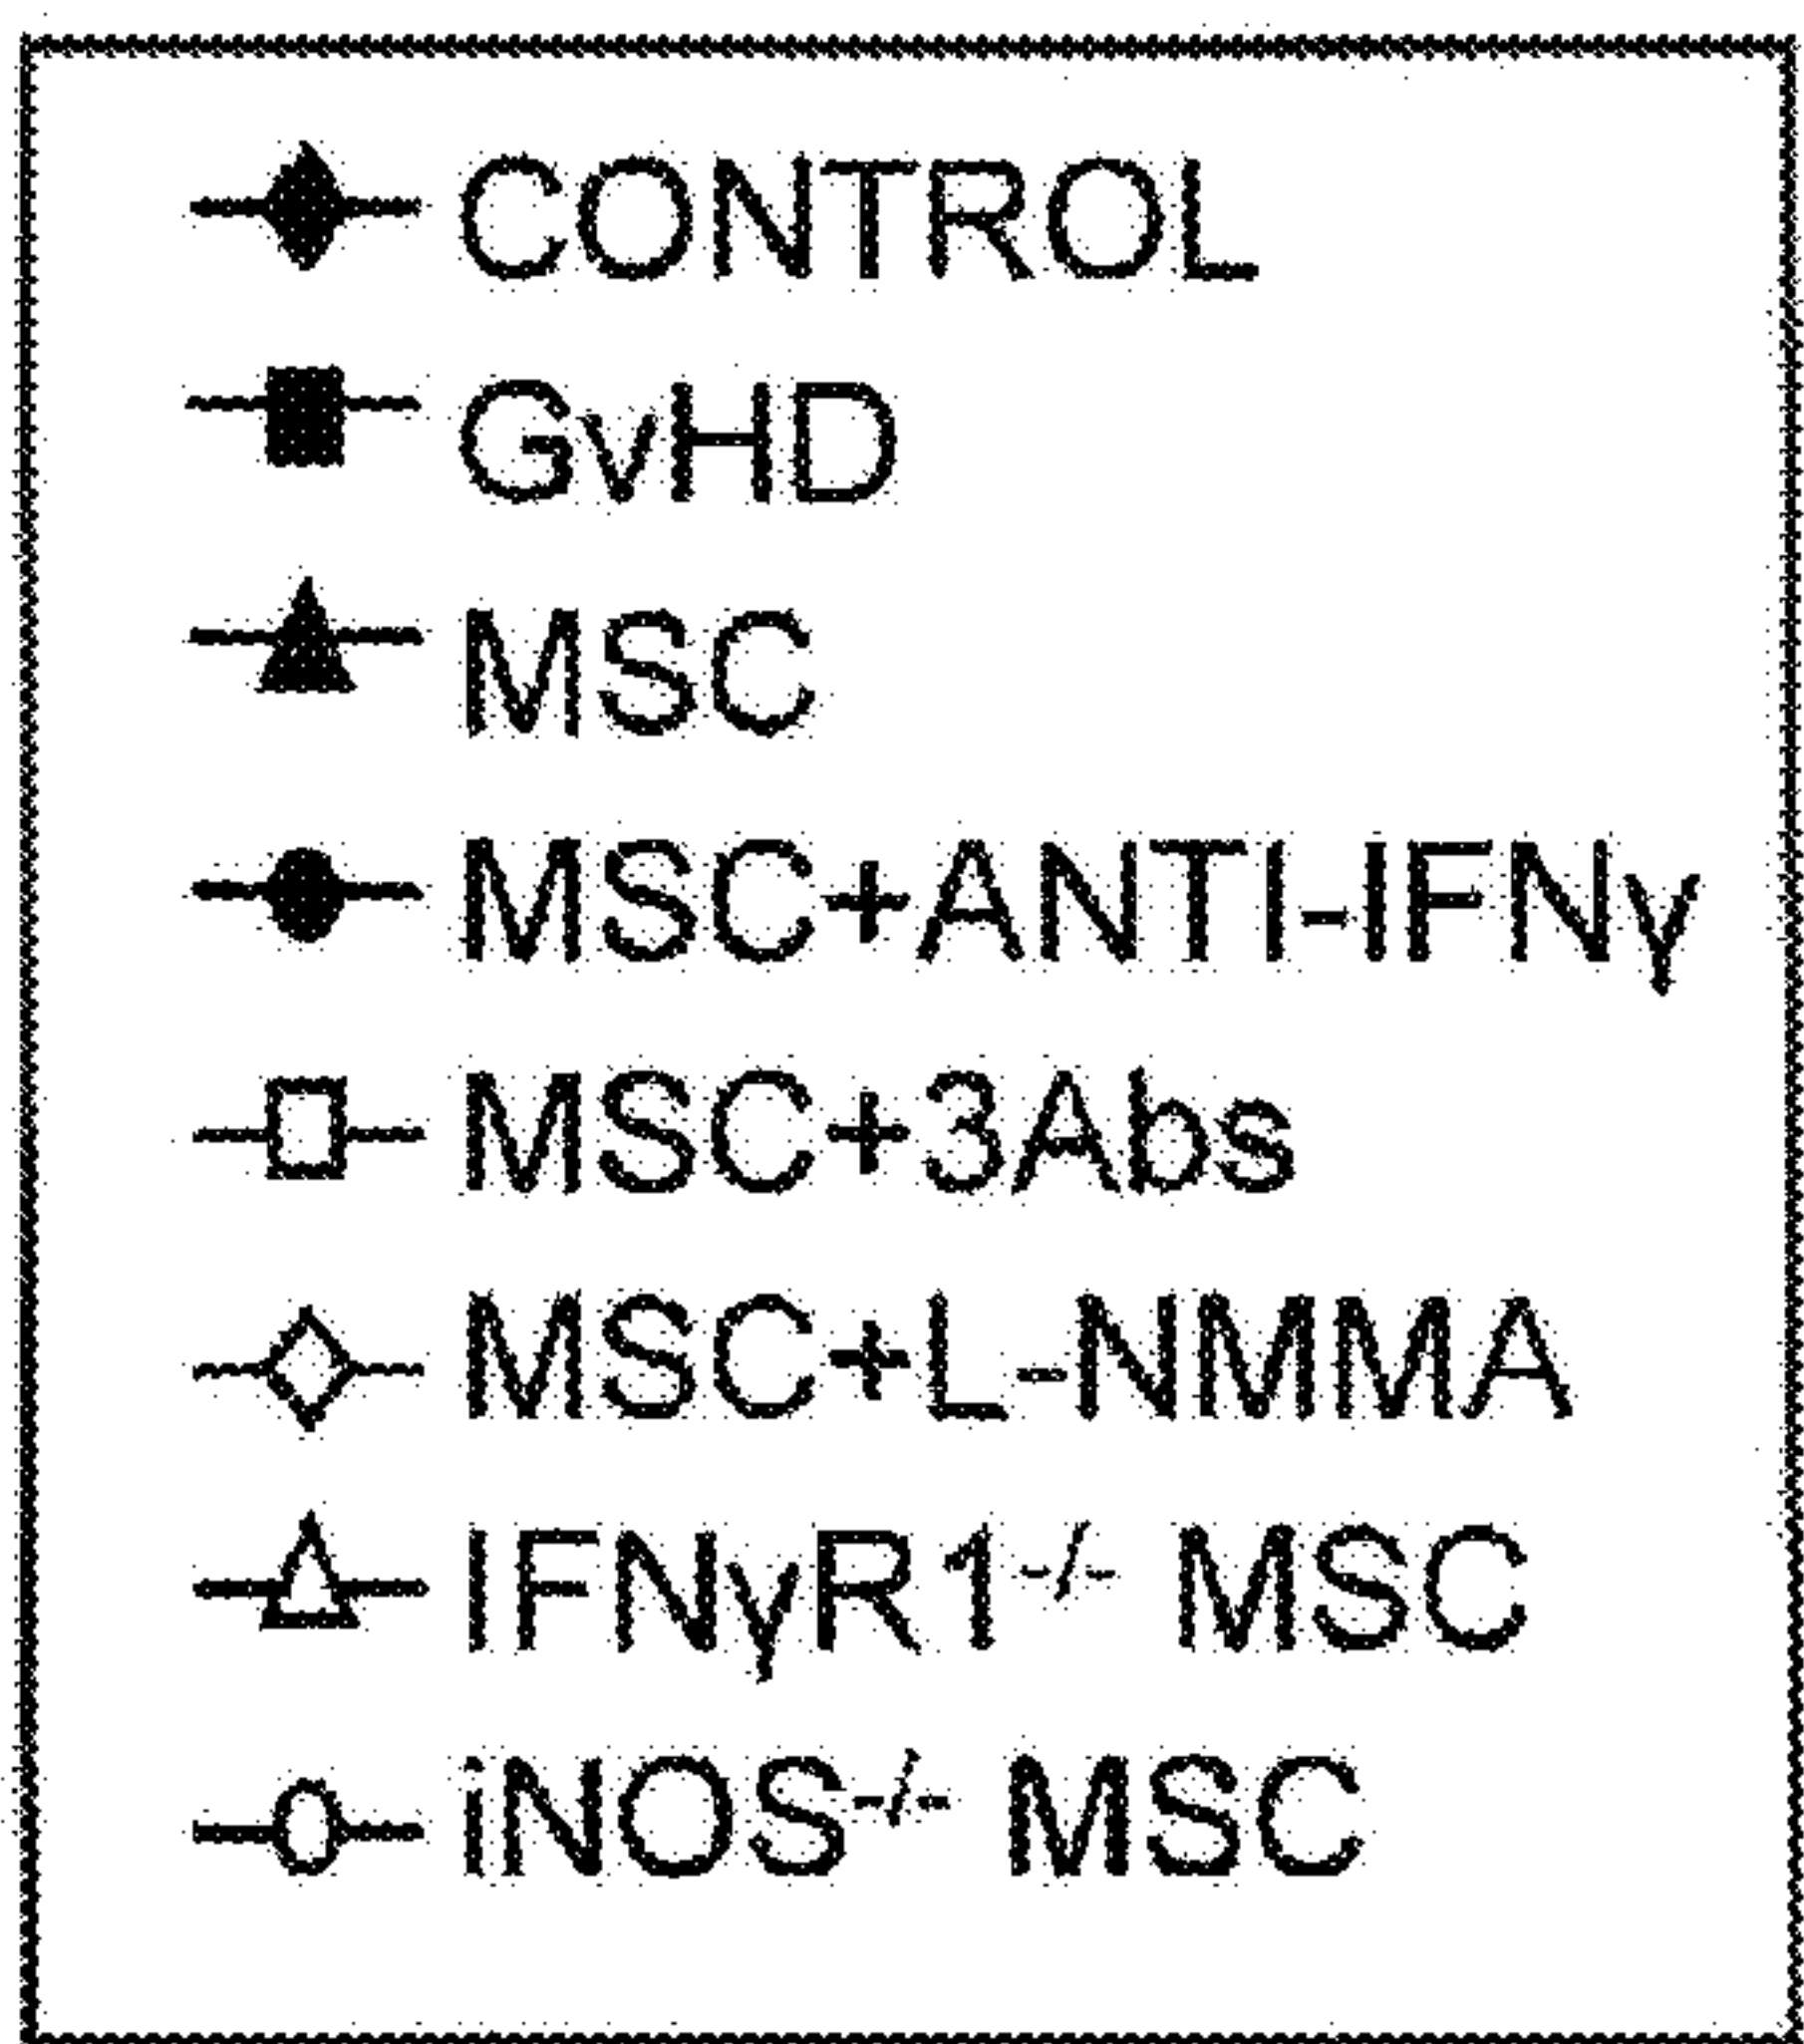 CONTROL
GvHD
MSC
MSC+ANTI-IFNγ
MSC+3Abs
MSC+L-NMMA
IFNγR1-/- MSC
iNOS-/- MSC